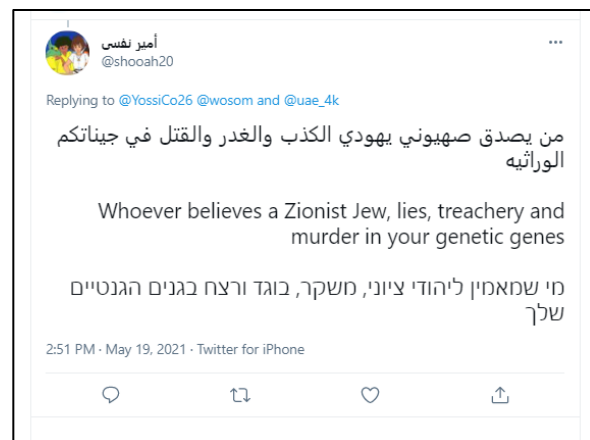 أمير نفسى
@shooah20
Replying to @YossiCo26 @wosom and @uae_4k
من يصدق صهيوني يهودي الكذب والغدر والقتل في جيناتكم
الوراثيه
Whoever believes a Zionist Jew, lies, treachery and
murder in your genetic genes
מי שמאמין ליהודי ציוני, משקר, בוגד ורצח בגנים הגנטיים
שלך
2:51 PM · May 19, 2021 · Twitter for iPhone